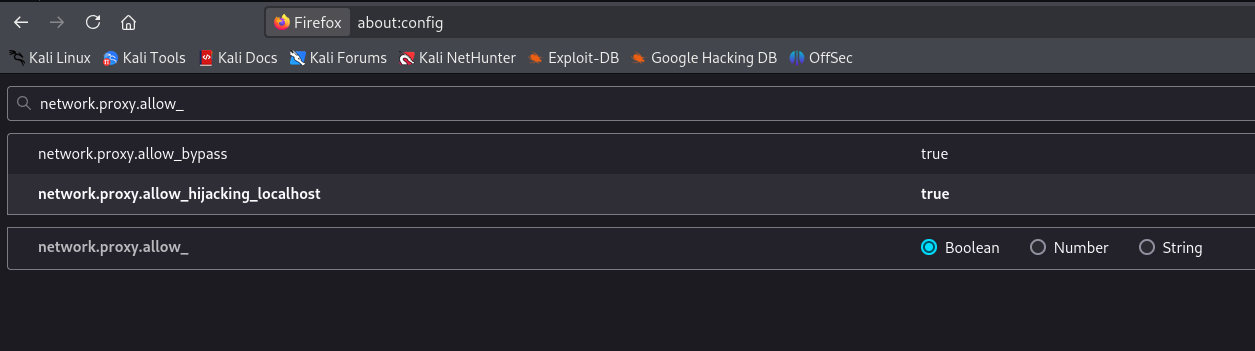 Firefox about:config
Kali Linux Kali Tools Kali Docs Kali Forums Kali NetHunter Exploit-DB Google Hacking DB OffSec
network.proxy.allow_
network.proxy.allow_bypass true
network.proxy.allow_hijacking_localhost true
network.proxy.allow_ Boolean Number String